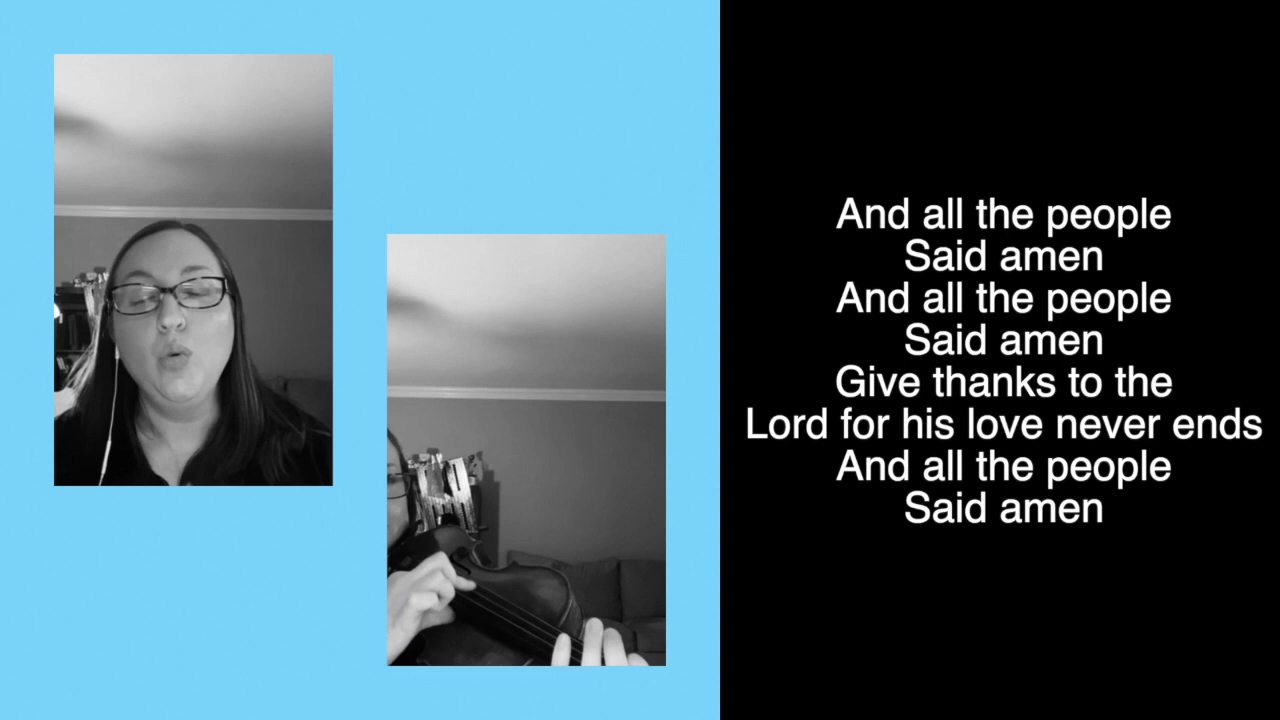 And all the people
Said amen
And all the people
Said amen
Give thanks to the
Lord for his love never ends
And all the people
Said amen